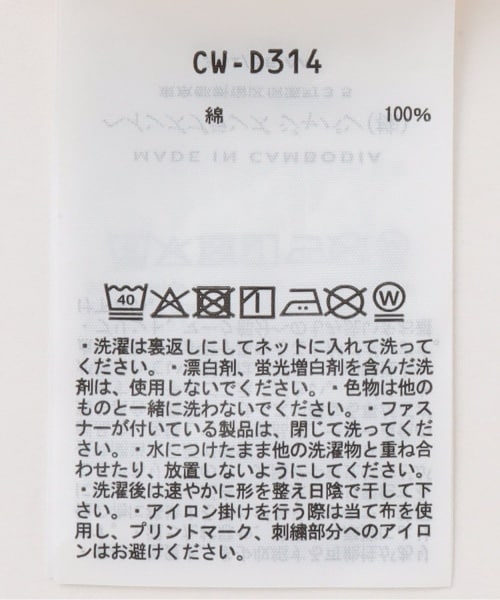 CW-D314
綿 100%
MADE IN CAMBODIA
40
W
・洗濯は裏返しにしてネットに入れて洗って
ください。・漂白剤、蛍光増白剤を含んだ洗
剤は、使用しないでください。・色物は他の
ものと一緒に洗わないでください。・ファス
ナーが付いている製品は、閉じて洗ってくだ
さい。・水につけたまま他の洗濯物と重ね合
わせたり、放置しないようにしてください。
・洗濯後は速やかに形を整え日陰で干して下
さい。・アイロン掛けを行う際は当て布を使
用し、プリントマーク、刺繍部分へのアイロ
ンはお避けください。